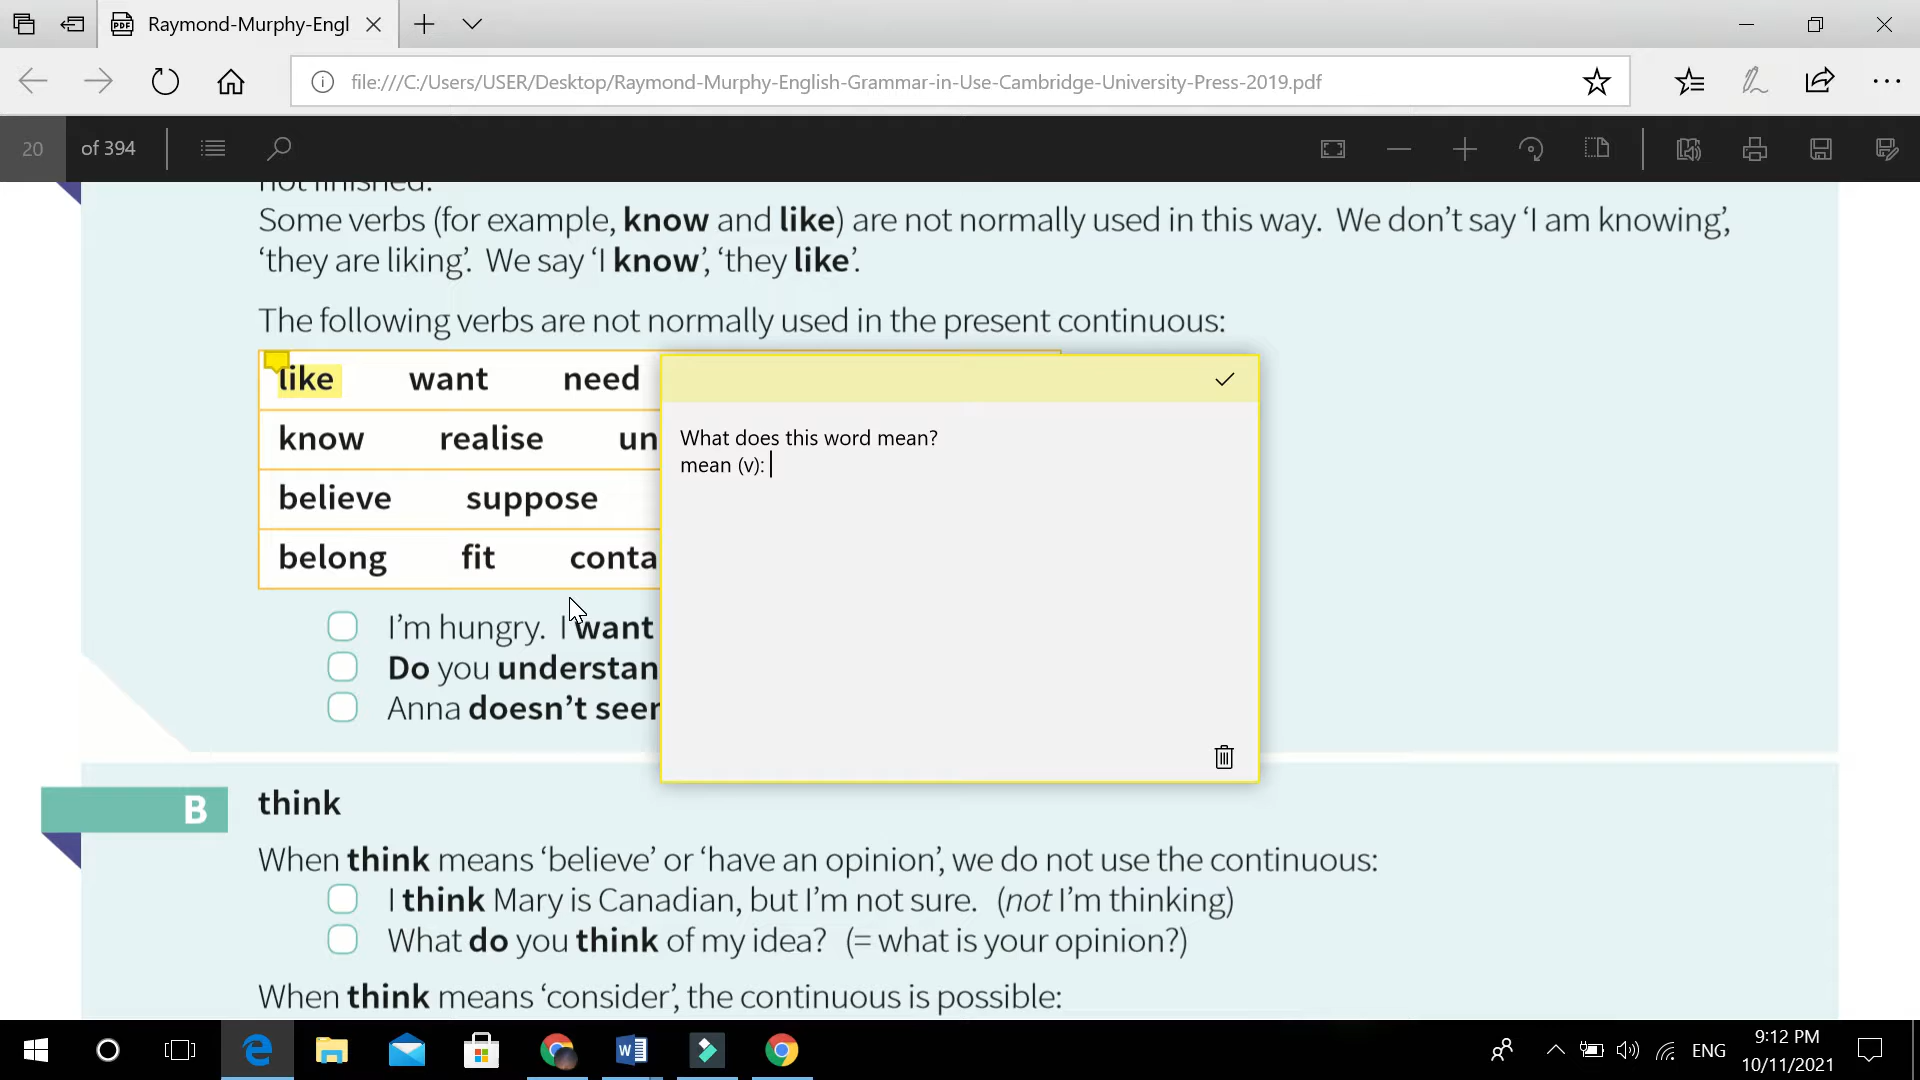 Raymond-Murphy-Engl
file:///C:/Users/USER/Desktop/Raymond-Murphy-English-Grammar-in-Use-Cambridge-University-Press-2019.pdf
20 of 394
not finished.
Some verbs (for example, know and like) are not normally used in this way. We don't say 'I am knowing',
'they are liking'. We say 'I know', 'they like'.
The following verbs are not normally used in the present continuous:
like want need
know realise un
believe suppose
belong fit conta
What does this word mean?
mean (v):
I'm hungry. I want
Do you understan
Anna doesn't see
B think
When think means 'believe' or 'have an opinion', we do not use the continuous:
I think Mary is Canadian, but I'm not sure. (not I'm thinking)
What do you think of my idea? (= what is your opinion?)
When think means 'consider', the continuous is possible:
ENG
9:12 PM
10/11/2021